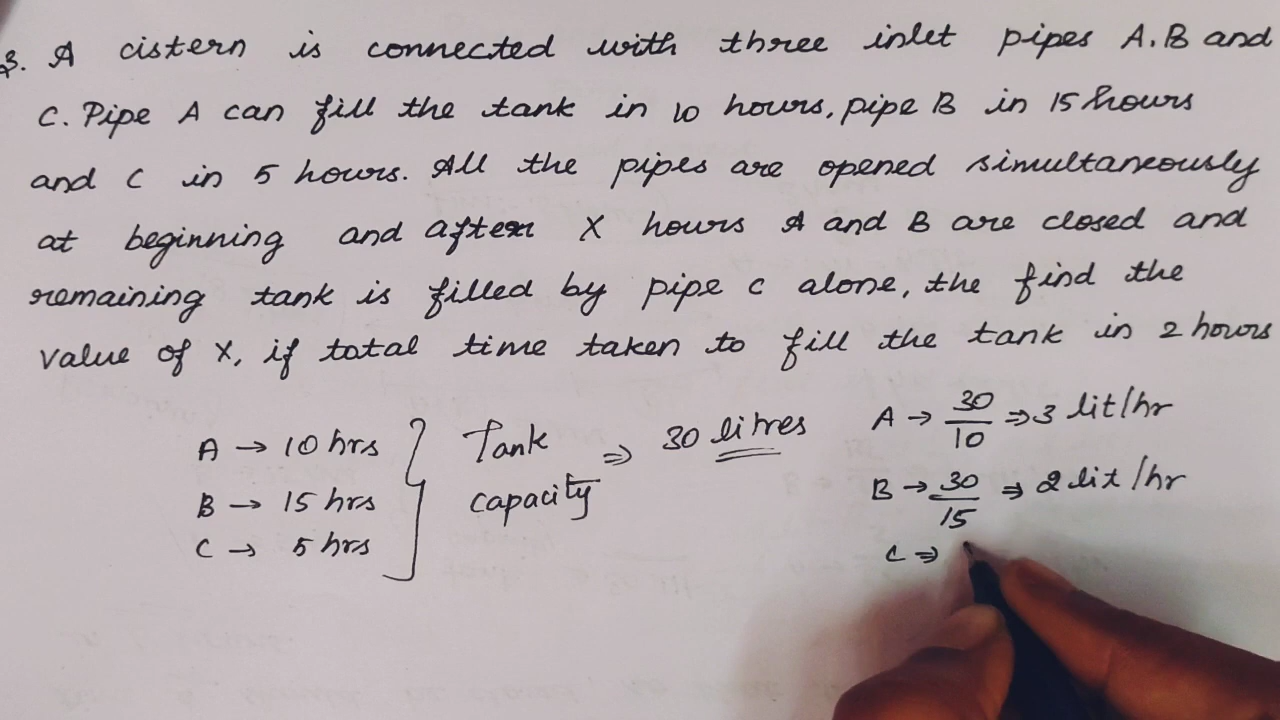 3. A cistern is connected with three inlet pipes A.B and
C. Pipe A can fill the tank in 10 hours, pipe B in 15 hours
and C in 5 hours. All the pipes are opened simultaneously
at beginning and after X hours A and B are closed and
remaining tank is filled by pipe C alone, the find the
value of X, if total time taken to fill the tank in 2 hours
A → 10 hrs
B → 15 hrs
C → 5 hrs
Tank
capacity
⇒ 30 litres
A → 30/10 ⇒ 3 lit/hr
B → 30/15 ⇒ 2 lit/hr
C ⇒